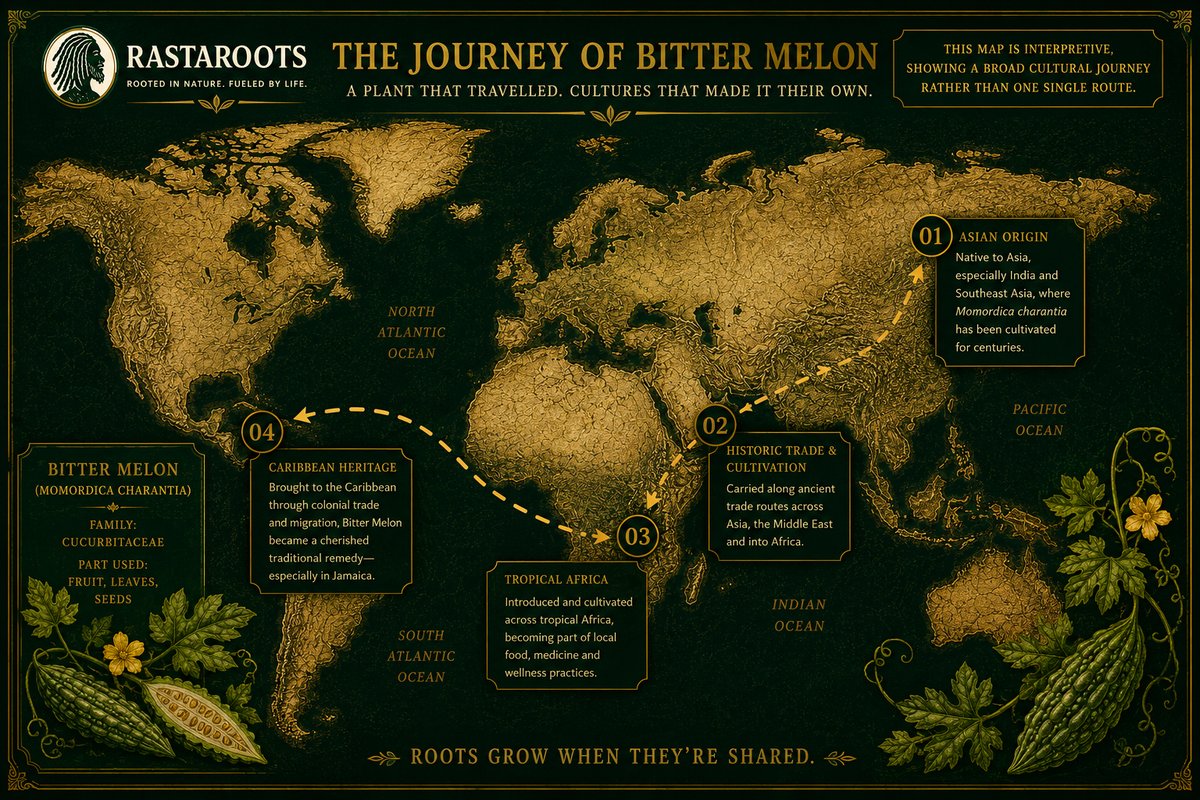 RASTAROOTS
ROOTED IN NATURE. FUELED BY LIFE.
THE JOURNEY OF BITTER MELON
A PLANT THAT TRAVELLED. CULTURES THAT MADE IT THEIR OWN.
THIS MAP IS INTERPRETIVE,
SHOWING A BROAD CULTURAL JOURNEY
RATHER THAN ONE SINGLE ROUTE.
01
ASIAN ORIGIN
Native to Asia,
especially India and
Southeast Asia, where
Momordica charantia
has been cultivated
for centuries.
NORTH
ATLANTIC
OCEAN
PACIFIC
OCEAN
02
HISTORIC TRADE &
CULTIVATION
Carried along ancient
trade routes across
Asia, the Middle East
and into Africa.
04
CARIBBEAN HERITAGE
Brought to the Caribbean
through colonial trade
and migration, Bitter Melon
became a cherished
traditional remedy—
especially in Jamaica.
BITTER MELON
(MOMORDICA CHARANTIA)
FAMILY:
CUCURBITACEAE
PART USED:
FRUIT, LEAVES,
SEEDS
03
TROPICAL AFRICA
Introduced and cultivated
across tropical Africa,
becoming part of local
food, medicine and
wellness practices.
INDIAN
OCEAN
SOUTH
ATLANTIC
OCEAN
ROOTS GROW WHEN THEY'RE SHARED.